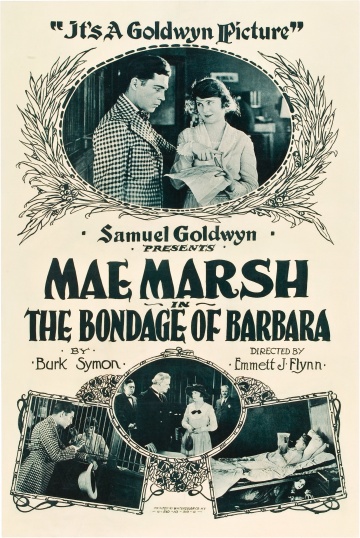 "It's A Goldwyn Picture"
Samuel Goldwyn
PRESENTS
MAE MARSH
IN
THE BONDAGE OF BARBARA
BY
Burk Symon.
DIRECTED BY
Emmett J. Flynn.